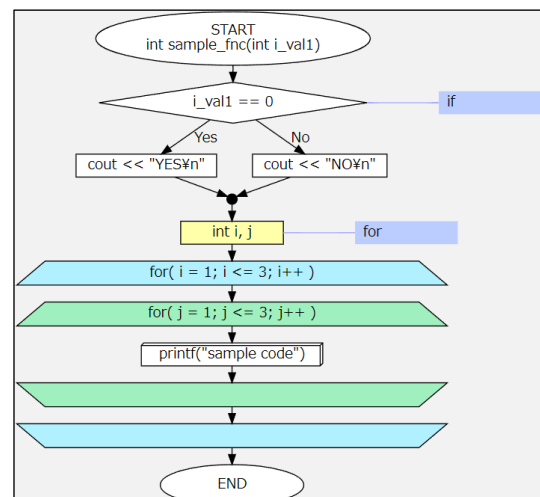 START
int sample_fnc(int i_val1)
i_val1 == 0
if
Yes
No
cout << "YES¥n"
cout << "NO¥n"
int i, j
for
for( i = 1; i <= 3; i++ )
for( j = 1; j <= 3; j++ )
printf("sample code")
END